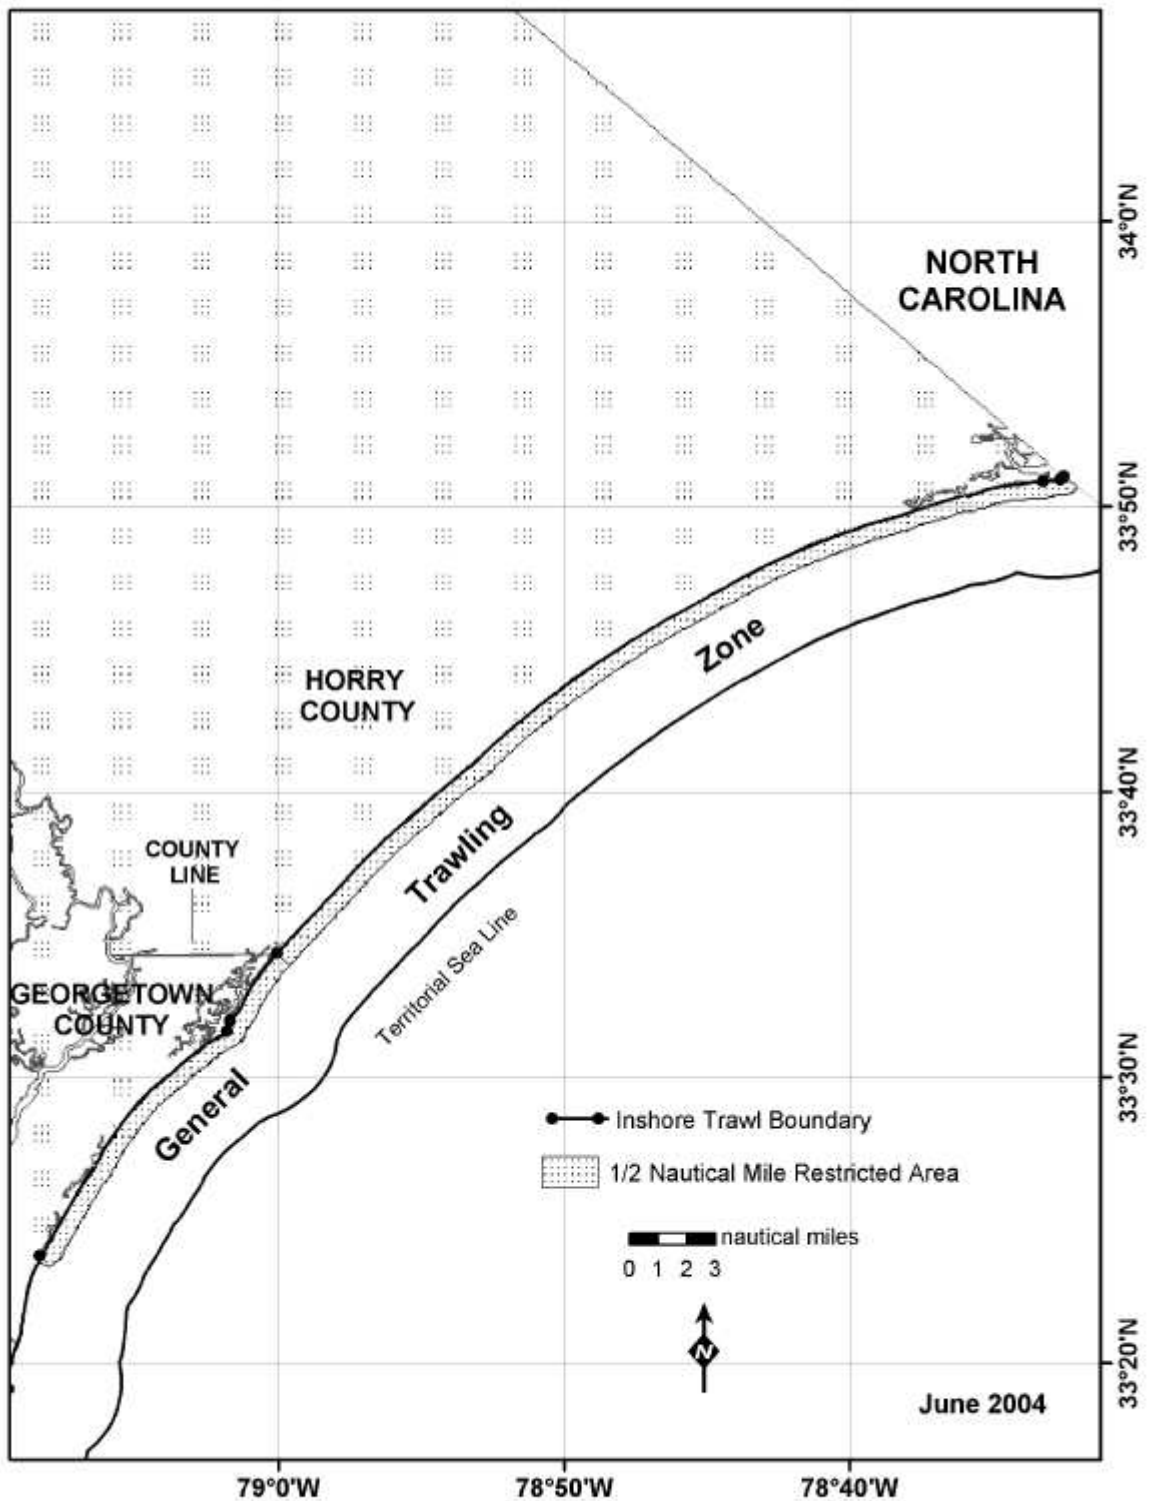 34°0'N
NORTH
CAROLINA
33°50'N
Zone
HORRY
COUNTY
33°40'N
Trawling
COUNTY
LINE
Territorial Sea Line
GEORGETOWN
COUNTY
33°30'N
General
Inshore Trawl Boundary
1/2 Nautical Mile Restricted Area
nautical miles
0 1 2 3
N
33°20'N
June 2004
79°0'W 78°50'W 78°40'W